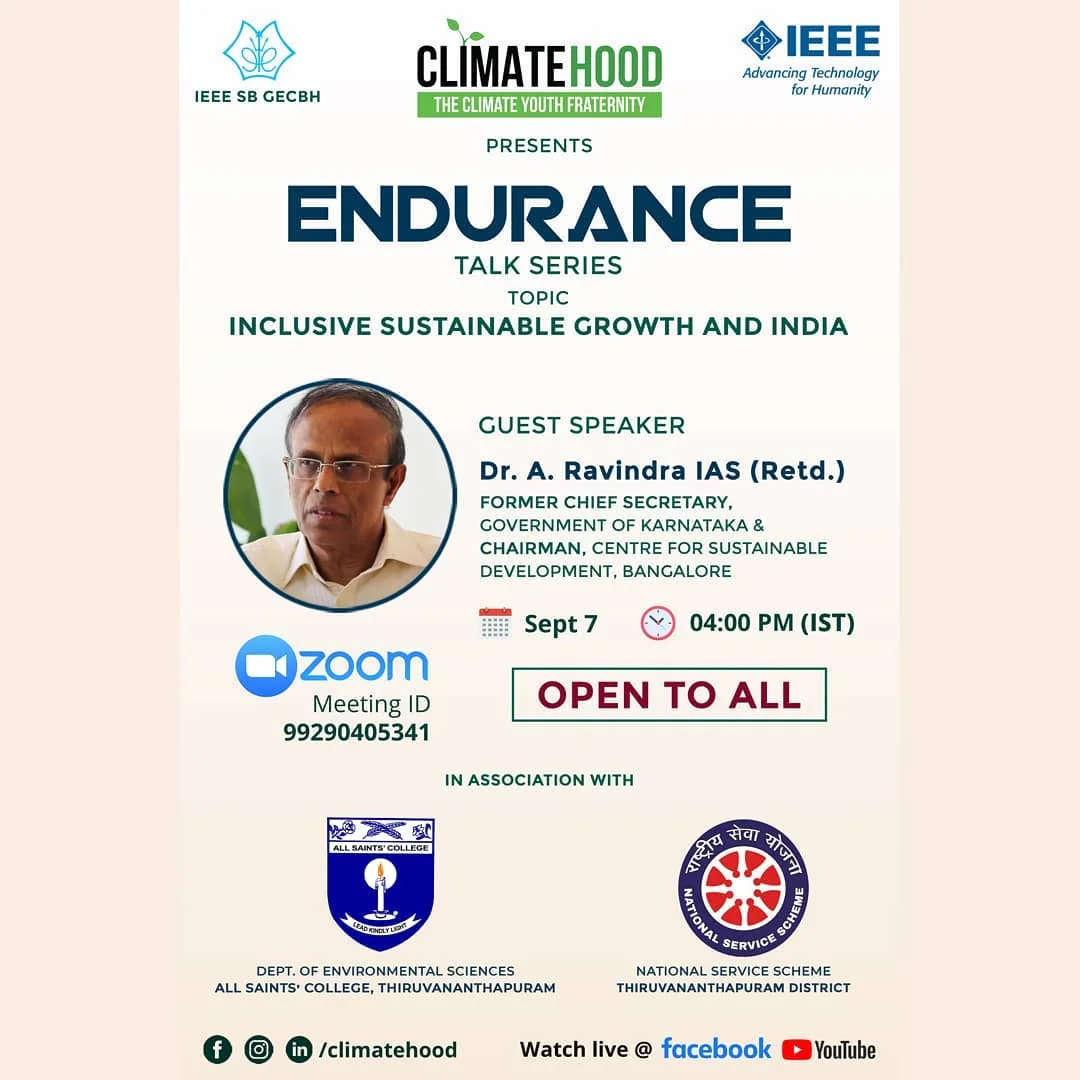 IEEE SB GECBH
CLIMATEHOOD
THE CLIMATE YOUTH FRATERNITY
IEEE
Advancing Technology
for Humanity
PRESENTS
ENDURANCE
TALK SERIES
TOPIC
INCLUSIVE SUSTAINABLE GROWTH AND INDIA
GUEST SPEAKER
Dr. A. Ravindra IAS (Retd.)
FORMER CHIEF SECRETARY,
GOVERNMENT OF KARNATAKA &
CHAIRMAN, CENTRE FOR SUSTAINABLE
DEVELOPMENT, BANGALORE
Sept 7
04:00 PM (IST)
zoom
Meeting ID
99290405341
OPEN TO ALL
IN ASSOCIATION WITH
ALL SAINTS' COLLEGE
LEAD KINDLY LIGHT
राष्ट्रीय सेवा योजना
NATIONAL SERVICE SCHEME
DEPT. OF ENVIRONMENTAL SCIENCES
ALL SAINTS' COLLEGE, THIRUVANANTHAPURAM
NATIONAL SERVICE SCHEME
THIRUVANANTHAPURAM DISTRICT
f in /climatehood
Watch live @ facebook YouTube